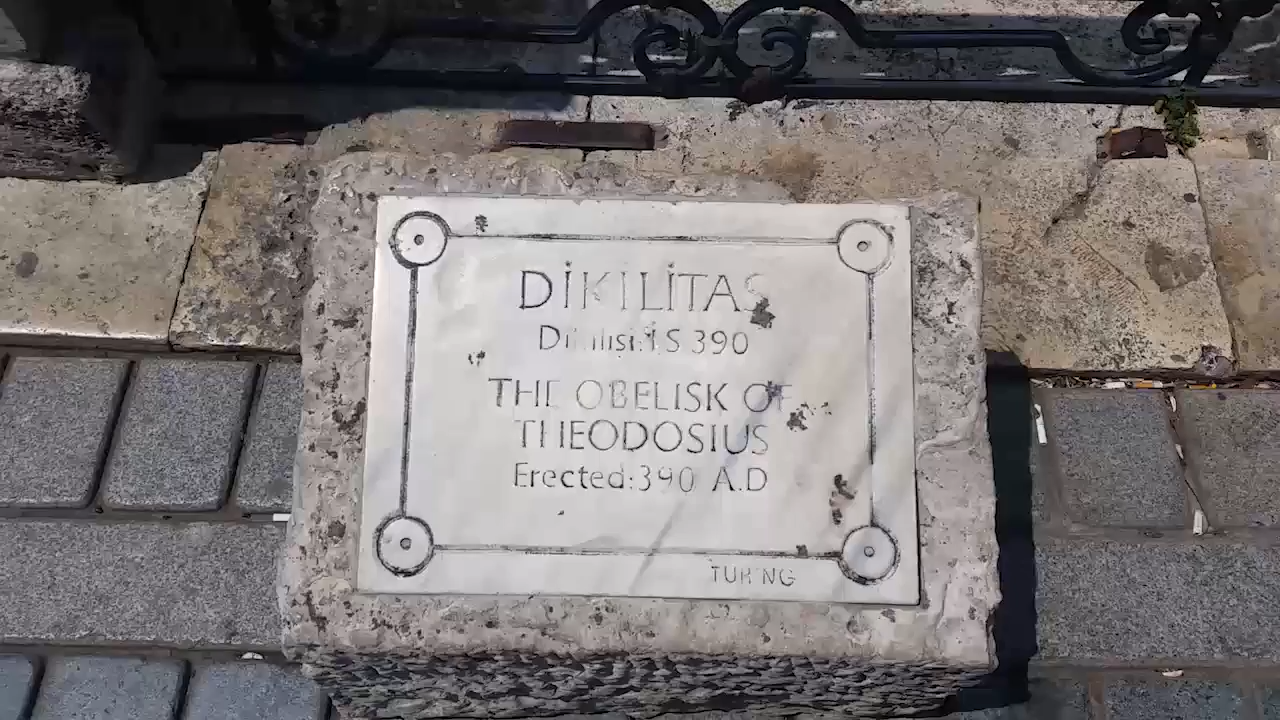 DİKİLİTAŞ
Dikilişi:İ.S 390
THE OBELISK OF
THEODOSIUS
Erected:390 A.D
TURING